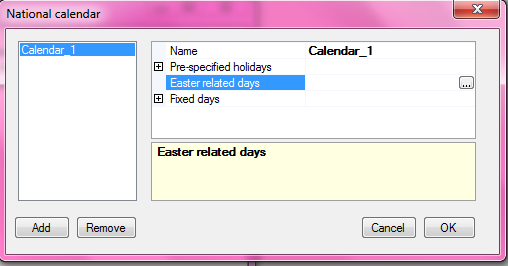 National calendar
Calendar_1
Name Calendar_1
Pre-specified holidays
Easter related days ...
Fixed days
Easter related days
Add Remove Cancel OK